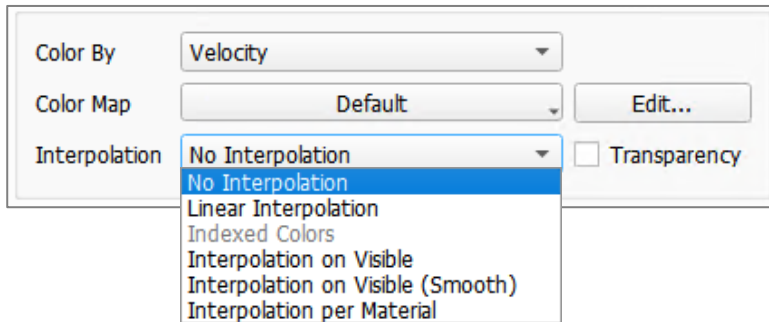 Color By Velocity
Color Map Default Edit...
Interpolation No Interpolation Transparency
No Interpolation
Linear Interpolation
Indexed Colors
Interpolation on Visible
Interpolation on Visible (Smooth)
Interpolation per Material